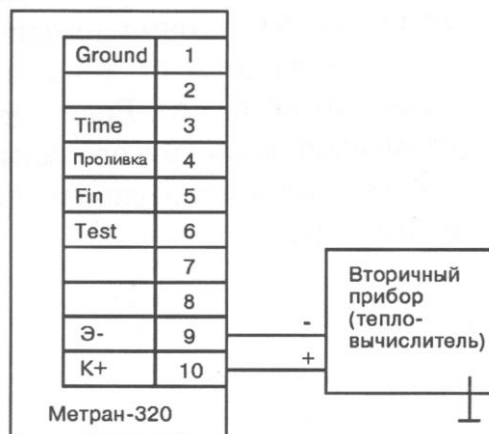 Ground 1
2
Time 3
Проливка 4
Fin 5
Test 6
7
8
Э- 9
К+ 10
Метран-320
-
+
Вторичный
прибор
(тепло-
вычислитель)